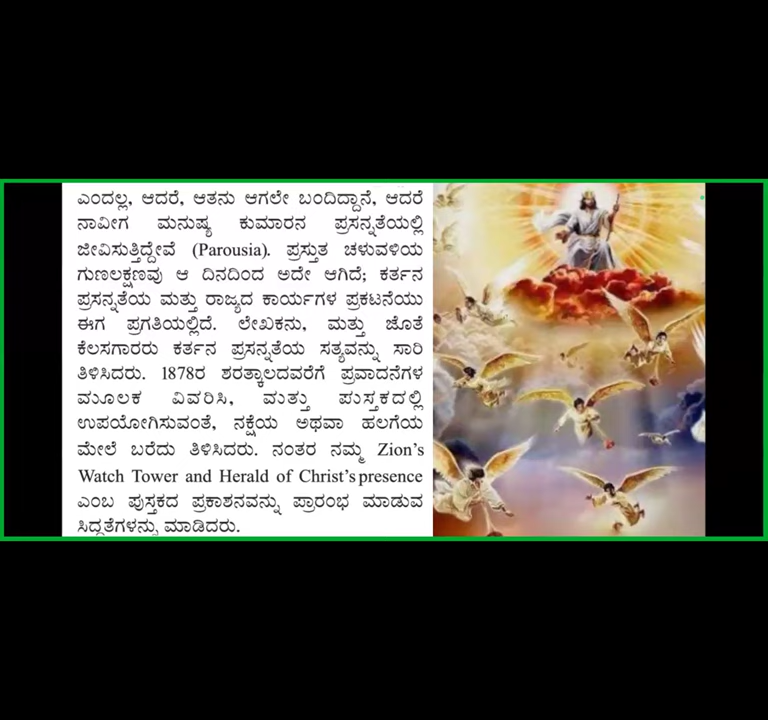 ಎಂದಲ್ಲ, ಆದರೆ, ಆತನು ಆಗಲೇ ಬಂದಿದ್ದಾನೆ, ಆದರೆ
ನಾವೀಗ ಮನುಷ್ಯ ಕುಮಾರನ ಪ್ರಸನ್ನತೆಯಲ್ಲಿ
ಜೀವಿಸುತ್ತಿದ್ದೇವೆ (Parousia). ಪ್ರಸ್ತುತ ಚಳುವಳಿಯ
ಗುಣಲಕ್ಷಣವು ಆ ದಿನದಿಂದ ಅದೇ ಆಗಿದೆ; ಕರ್ತನ
ಪ್ರಸನ್ನತೆಯ ಮತ್ತು ರಾಜ್ಯದ ಕಾರ್ಯಗಳ ಪ್ರಕಟನೆಯು
ಈಗ ಪ್ರಗತಿಯಲ್ಲಿದೆ. ಲೇಖಕನು, ಮತ್ತು ಜೊತೆ
ಕೆಲಸಗಾರರು ಕರ್ತನ ಪ್ರಸನ್ನತೆಯ ಸತ್ಯವನ್ನು ಸಾರಿ
ತಿಳಿಸಿದರು. 1878ರ ಶರತ್ಕಾಲದವರೆಗೆ ಪ್ರವಾದನೆಗಳ
ಮೂಲಕ ವಿವರಿಸಿ, ಮತ್ತು ಪುಸ್ತಕದಲ್ಲಿ
ಉಪಯೋಗಿಸುವಂತೆ, ನಕ್ಷೆಯ ಅಥವಾ ಹಲಗೆಯ
ಮೇಲೆ ಬರೆದು ತಿಳಿಸಿದರು. ನಂತರ ನಮ್ಮ Zion's
Watch Tower and Herald of Christ's presence
ಎಂಬ ಪುಸ್ತಕದ ಪ್ರಕಾಶನವನ್ನು ಪ್ರಾರಂಭ ಮಾಡುವ
ಸಿದ್ಧತೆಗಳನ್ನು ಮಾಡಿದರು.